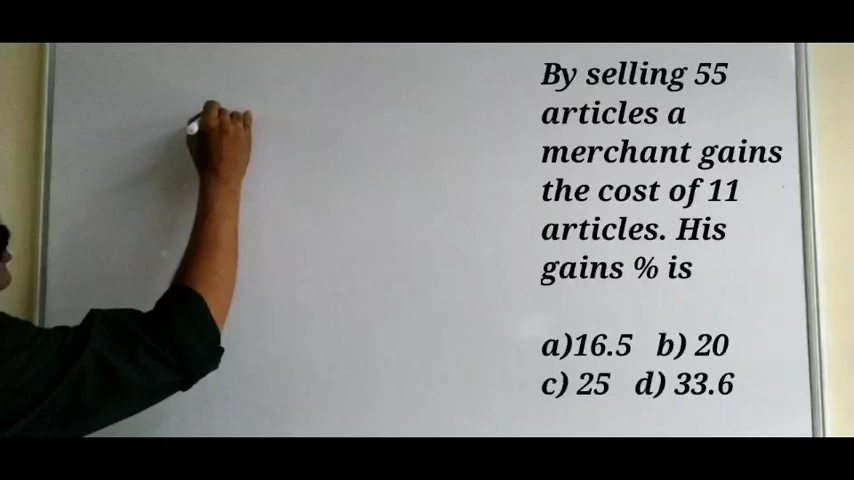 By selling 55
articles a
merchant gains
the cost of 11
articles. His
gains % is
a)16.5 b) 20
c) 25 d) 33.6